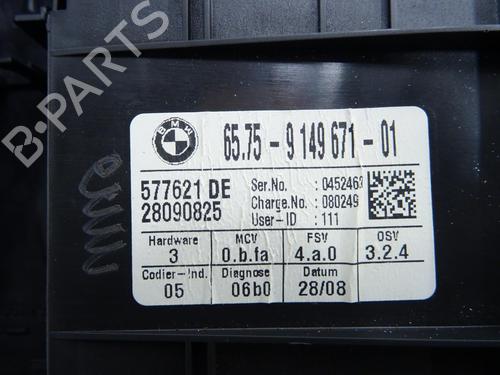 BMW
65.75 - 9 149 671 - 01
577621 DE
28090825
Ser.No. : 0452463
Charge.No. : 080249
User-ID : 111
Hardware MCV FSV OSV
3 0.b.fa 4.a.0 3.2.4
Codier-Ind. Diagnose Datum
05 06b0 28/08